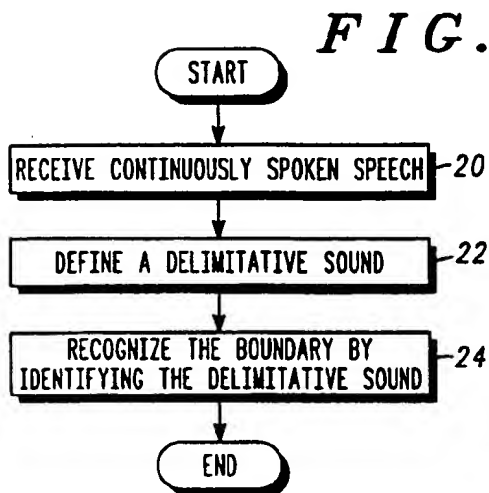 FIG.
START
RECEIVE CONTINUOUSLY SPOKEN SPEECH 20
DEFINE A DELIMITATIVE SOUND 22
RECOGNIZE THE BOUNDARY BY
IDENTIFYING THE DELIMITATIVE SOUND 24
END